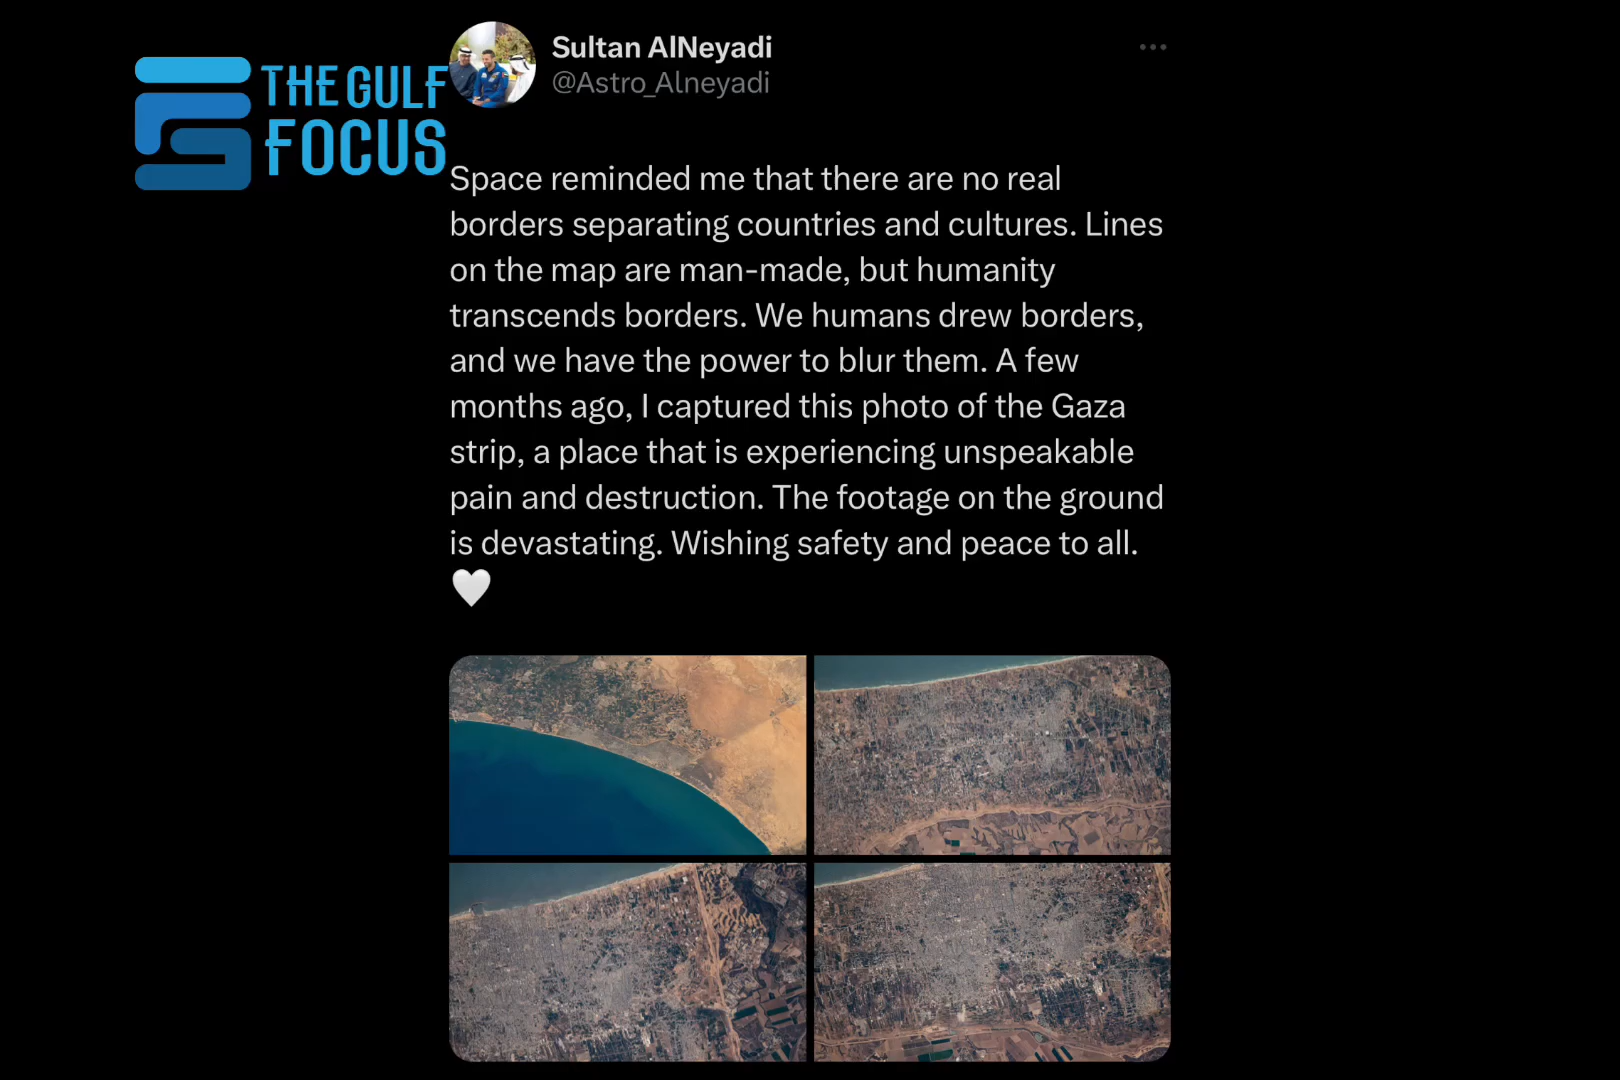 THE GULF
FOCUS
Sultan AlNeyadi
@Astro_Alneyadi
Space reminded me that there are no real
borders separating countries and cultures. Lines
on the map are man-made, but humanity
transcends borders. We humans drew borders,
and we have the power to blur them. A few
months ago, I captured this photo of the Gaza
strip, a place that is experiencing unspeakable
pain and destruction. The footage on the ground
is devastating. Wishing safety and peace to all.
🤍